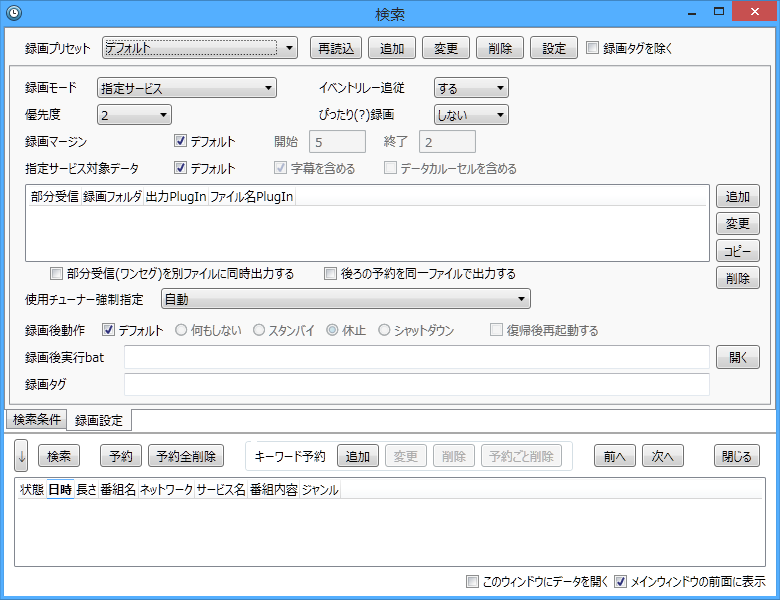 検索
録画プリセット デフォルト 再読込 追加 変更 削除 設定 録画タグを除く
録画モード 指定サービス イベントリレー追従 する
優先度 2 ぴったり(?)録画 しない
録画マージン デフォルト 開始 5 終了 2
指定サービス対象データ デフォルト 字幕を含める データカルーセルを含める
部分受信 録画フォルダ 出力PlugIn ファイル名PlugIn
追加
変更
コピー
削除
部分受信(ワンセグ)を別ファイルに同時出力する 後ろの予約を同一ファイルで出力する
使用チューナー強制指定 自動
録画後動作 デフォルト 何もしない スタンバイ 休止 シャットダウン 復帰後再起動する
録画後実行bat 開く
録画タグ
検索条件 録画設定
↓ 検索 予約 予約全削除 キーワード予約 追加 変更 削除 予約ごと削除 前へ 次へ 閉じる
状態 日時 長さ 番組名 ネットワーク サービス名 番組内容 ジャンル
このウィンドウにデータを開く メインウィンドウの前面に表示